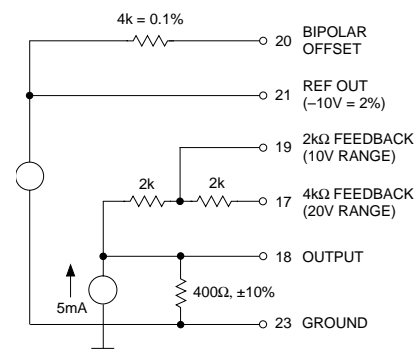 4k = 0.1%
20 BIPOLAR
OFFSET
21 REF OUT
(–10V = 2%)
19 2kΩ FEEDBACK
(10V RANGE)
2k
2k
17 4kΩ FEEDBACK
(20V RANGE)
18 OUTPUT
5mA
400Ω, ±10%
23 GROUND